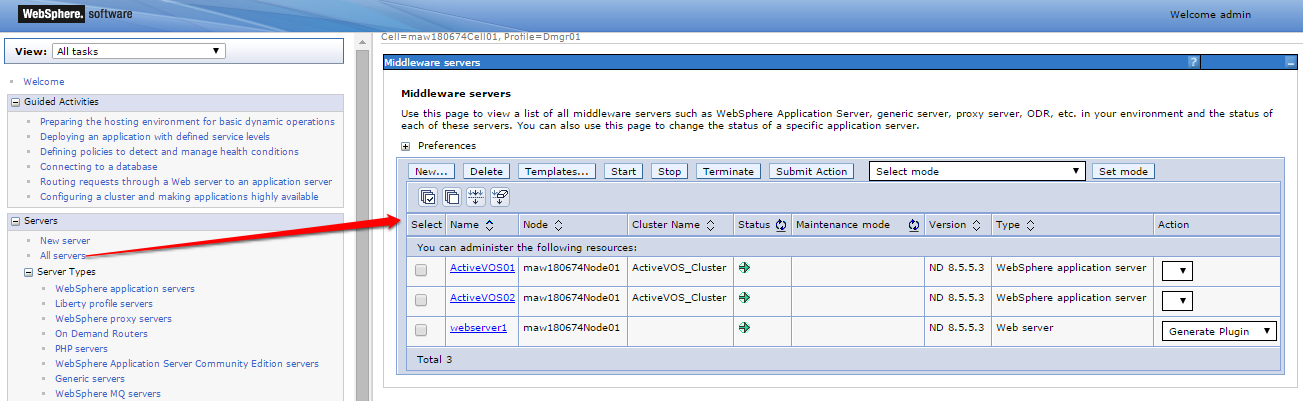 WebSphere. software
Welcome admin
View: All tasks
Welcome
Guided Activities
Preparing the hosting environment for basic dynamic operations
Deploying an application with defined service levels
Defining policies to detect and manage health conditions
Connecting to a database
Routing requests through a Web server to an application server
Configuring a cluster and making applications highly available
Servers
New server
All servers
Server Types
WebSphere application servers
Liberty profile servers
WebSphere proxy servers
On Demand Routers
PHP servers
WebSphere Application Server Community Edition servers
Generic servers
WebSphere MQ servers
Cell=maw180674Cell01, Profile=Dmgr01
Middleware servers ? –
Middleware servers
Use this page to view a list of all middleware servers such as WebSphere Application Server, generic server, proxy server, ODR, etc. in your environment and the status of
each of these servers. You can also use this page to change the status of a specific application server.
Preferences
New... Delete Templates... Start Stop Terminate Submit Action Select mode Set mode
Select Name Node Cluster Name Status Maintenance mode Version Type Action
You can administer the following resources:
ActiveVOS01 maw180674Node01 ActiveVOS_Cluster ND 8.5.5.3 WebSphere application server
ActiveVOS02 maw180674Node01 ActiveVOS_Cluster ND 8.5.5.3 WebSphere application server
webserver1 maw180674Node01 ND 8.5.5.3 Web server Generate Plugin
Total 3